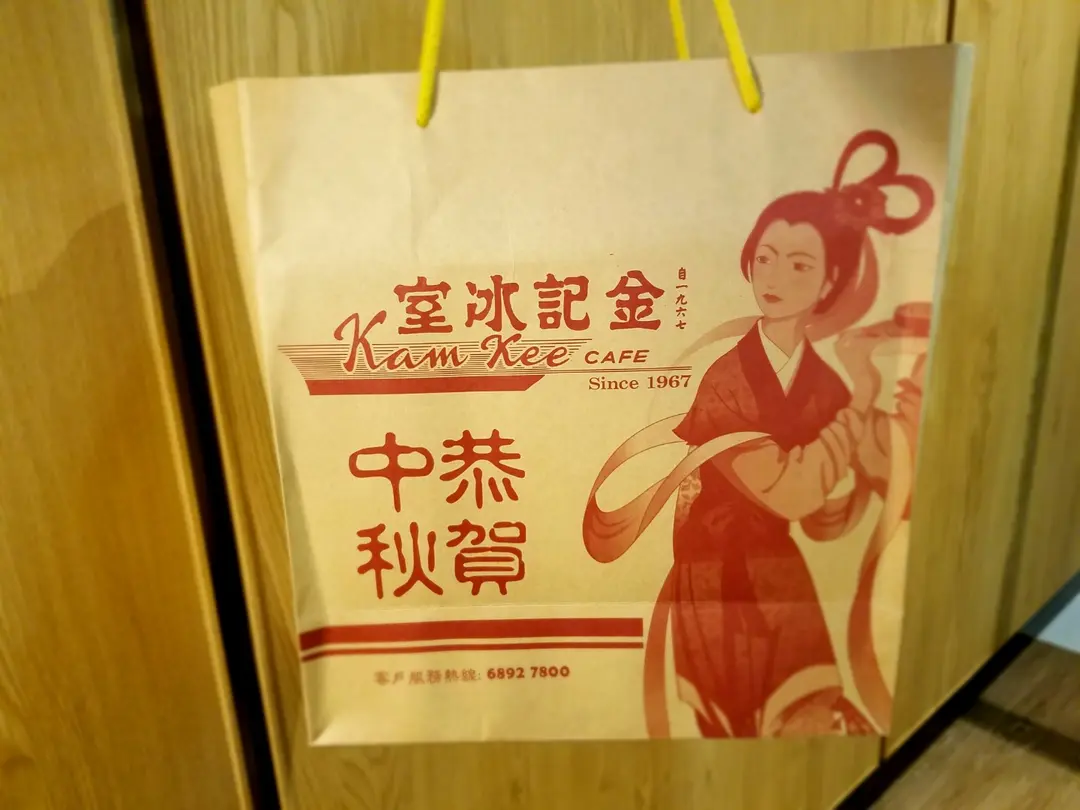 金記冰室
自一九六七
Kam Kee CAFE
Since 1967
恭賀
中秋
客戶服務熱線: 6892 7800